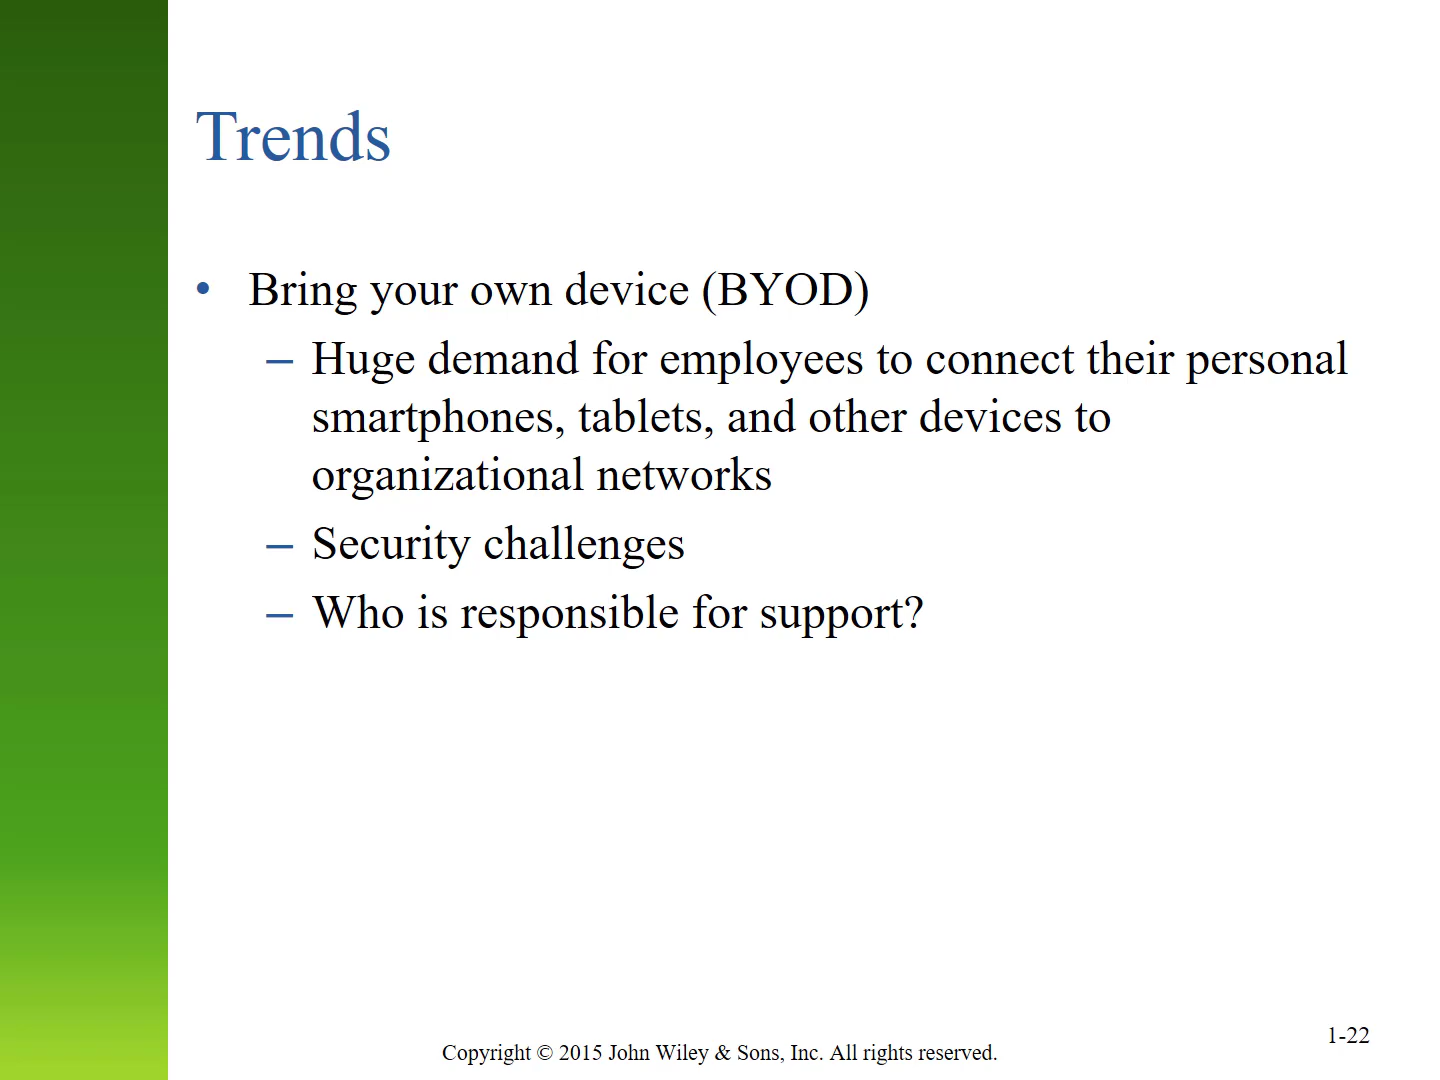 Trends
• Bring your own device (BYOD)
– Huge demand for employees to connect their personal
smartphones, tablets, and other devices to
organizational networks
– Security challenges
– Who is responsible for support?
1-22
Copyright © 2015 John Wiley & Sons, Inc. All rights reserved.